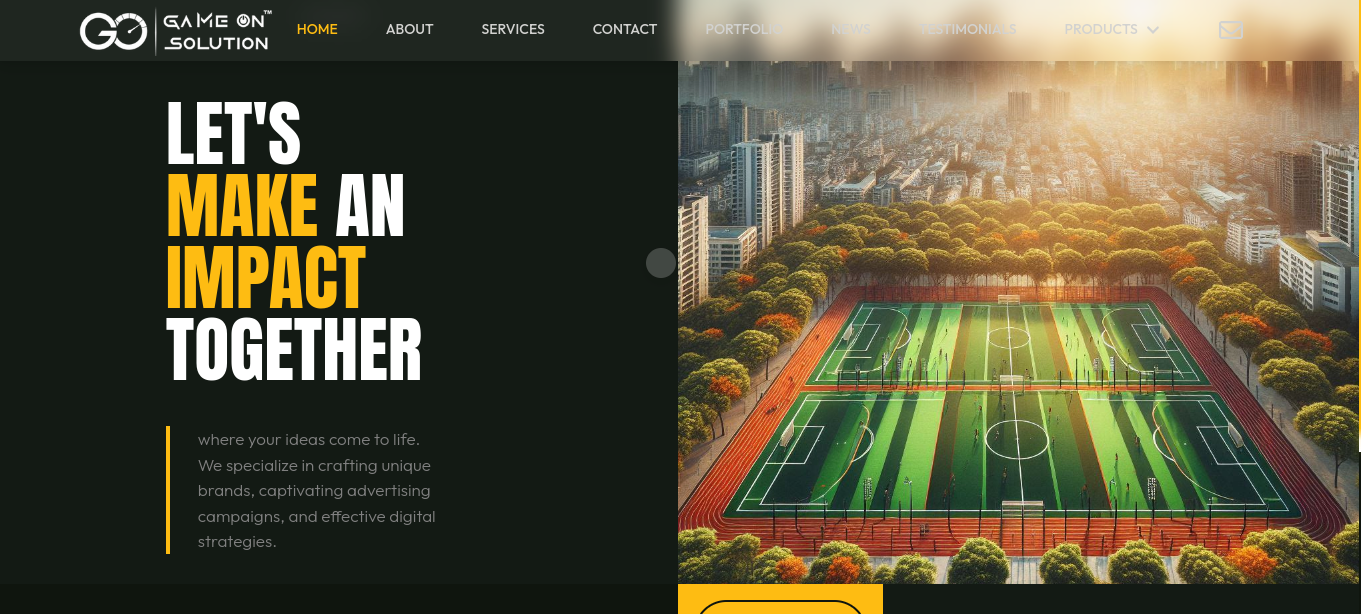 GO GAME ON™ SOLUTION
HOME ABOUT SERVICES CONTACT PORTFOLIO NEWS TESTIMONIALS PRODUCTS
LET'S
MAKE AN
IMPACT
TOGETHER
where your ideas come to life.
We specialize in crafting unique
brands, captivating advertising
campaigns, and effective digital
strategies.